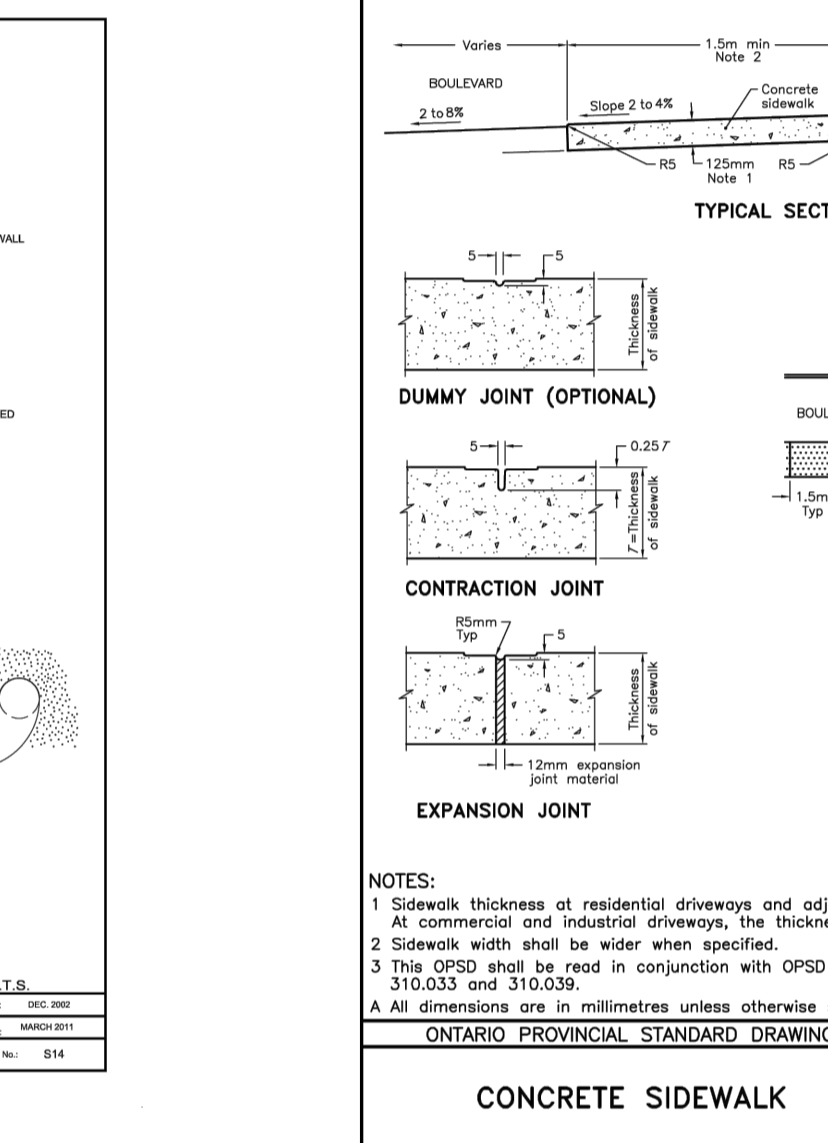 WALL
ED
T.S.
DEC. 2002
MARCH 2011
No.: S14
Varies
1.5m min
Note 2
BOULEVARD
Concrete
sidewalk
2 to 8%
Slope 2 to 4%
R5
125mm
Note 1
R5
TYPICAL SECT
5
5
Thickness
of sidewalk
DUMMY JOINT (OPTIONAL)
5
0.25T
T=Thickness
of sidewalk
CONTRACTION JOINT
BOUL
1.5m
Typ
R5mm
Typ
5
Thickness
of sidewalk
12mm expansion
joint material
EXPANSION JOINT
NOTES:
1 Sidewalk thickness at residential driveways and adj
At commercial and industrial driveways, the thickne
2 Sidewalk width shall be wider when specified.
3 This OPSD shall be read in conjunction with OPSD
310.033 and 310.039.
A All dimensions are in millimetres unless otherwise
ONTARIO PROVINCIAL STANDARD DRAWING
CONCRETE SIDEWALK